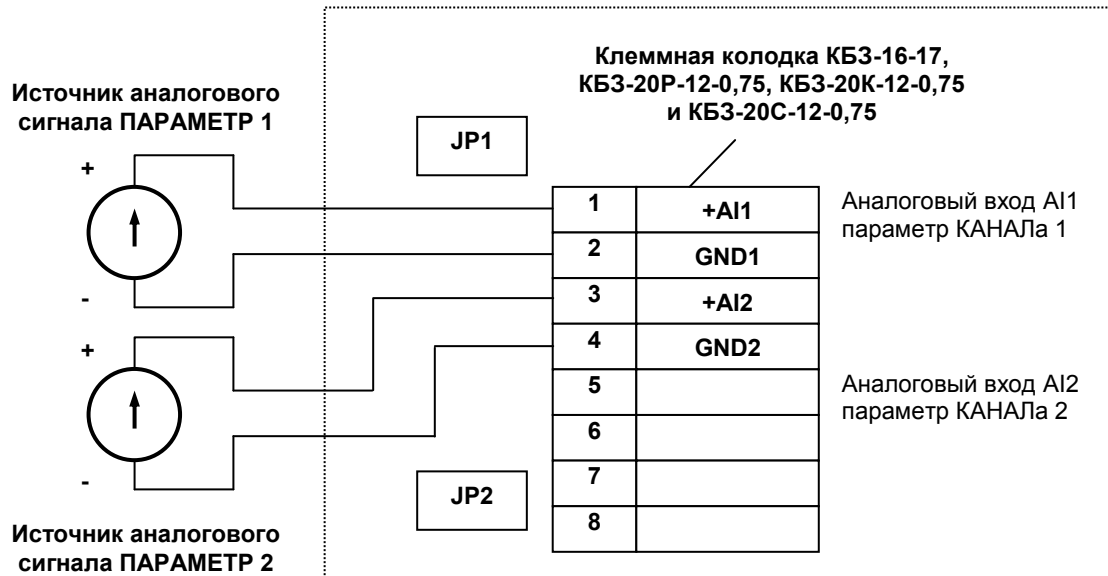 Клеммная колодка КБЗ-16-17,
КБЗ-20Р-12-0,75, КБЗ-20К-12-0,75
и КБЗ-20С-12-0,75
Источник аналогового
сигнала ПАРАМЕТР 1
JP1
+
-
1 +AI1
2 GND1
3 +AI2
4 GND2
5
6
7
8
Аналоговый вход AI1
параметр КАНАЛа 1
Аналоговый вход AI2
параметр КАНАЛа 2
+
-
JP2
Источник аналогового
сигнала ПАРАМЕТР 2